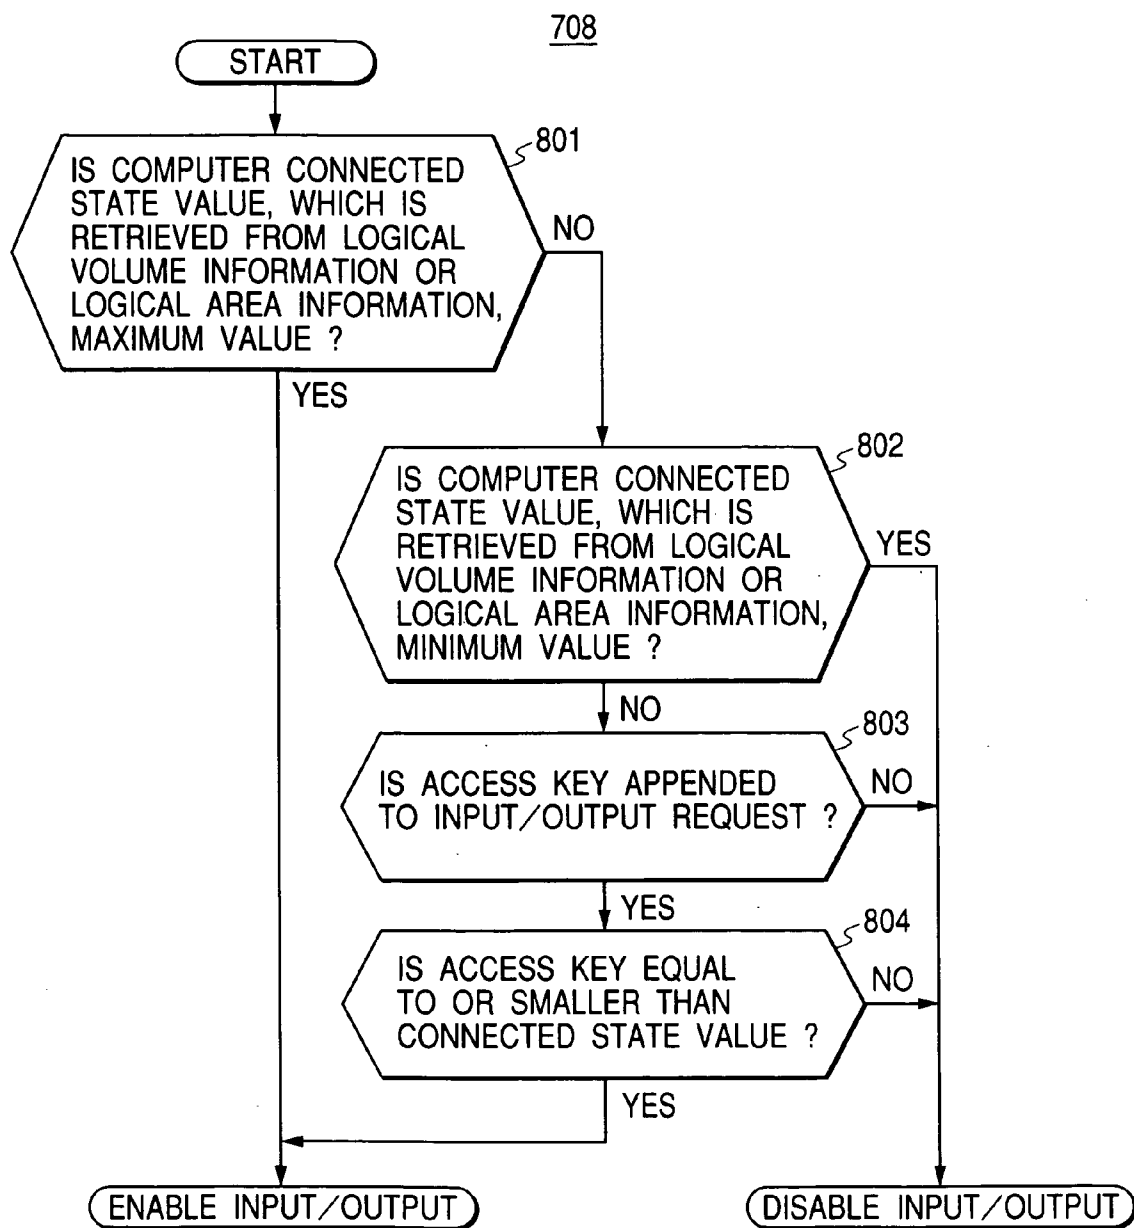 708
START
801
IS COMPUTER CONNECTED
STATE VALUE, WHICH IS
RETRIEVED FROM LOGICAL
VOLUME INFORMATION OR
LOGICAL AREA INFORMATION,
MAXIMUM VALUE ?
NO
YES
802
IS COMPUTER CONNECTED
STATE VALUE, WHICH IS
RETRIEVED FROM LOGICAL
VOLUME INFORMATION OR
LOGICAL AREA INFORMATION,
MINIMUM VALUE ?
YES
NO
803
IS ACCESS KEY APPENDED
TO INPUT/OUTPUT REQUEST ?
NO
YES
804
IS ACCESS KEY EQUAL
TO OR SMALLER THAN
CONNECTED STATE VALUE ?
NO
YES
ENABLE INPUT/OUTPUT
DISABLE INPUT/OUTPUT